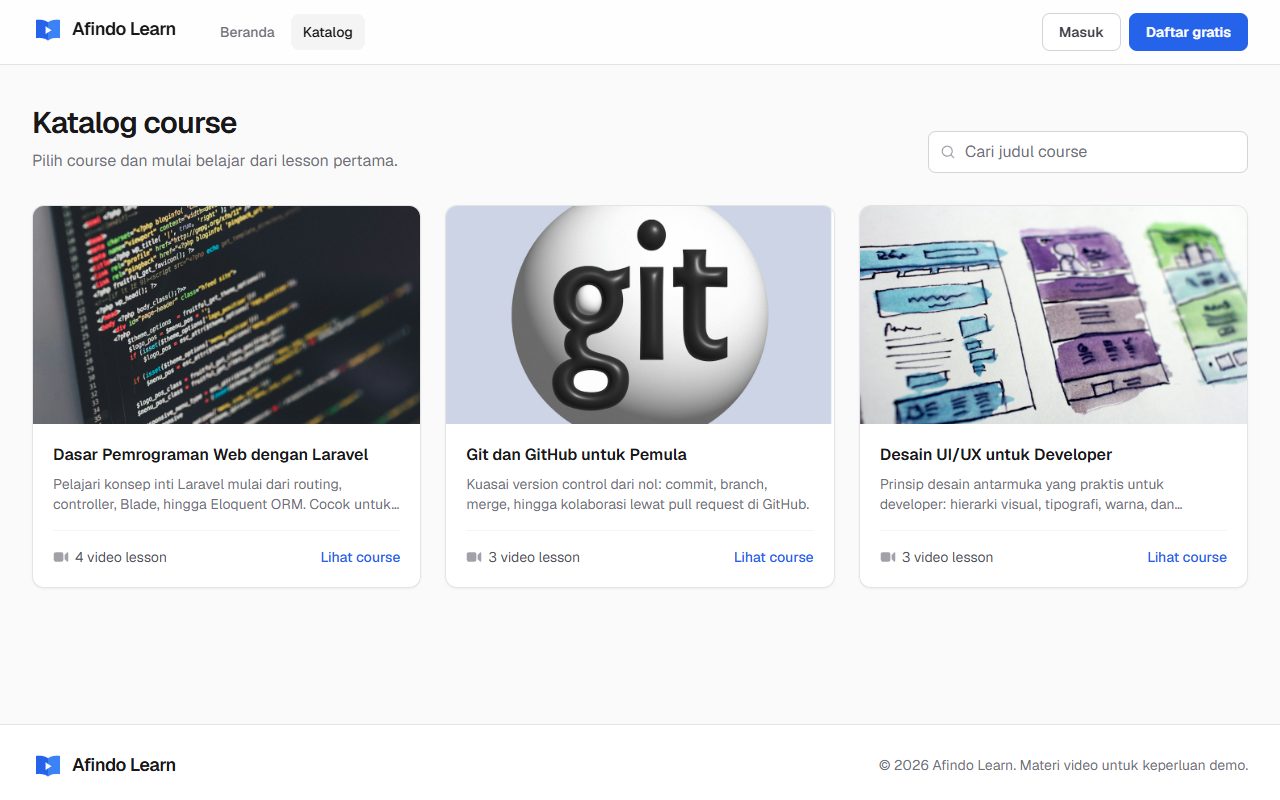 Afindo Learn
Beranda
Katalog
Masuk
Daftar gratis
Katalog course
Pilih course dan mulai belajar dari lesson pertama.
Cari judul course
git
Dasar Pemrograman Web dengan Laravel
Pelajari konsep inti Laravel mulai dari routing,
controller, Blade, hingga Eloquent ORM. Cocok untuk...
4 video lesson
Lihat course
Git dan GitHub untuk Pemula
Kuasai version control dari nol: commit, branch,
merge, hingga kolaborasi lewat pull request di GitHub.
3 video lesson
Lihat course
Desain UI/UX untuk Developer
Prinsip desain antarmuka yang praktis untuk
developer: hierarki visual, tipografi, warna, dan...
3 video lesson
Lihat course
Afindo Learn
© 2026 Afindo Learn. Materi video untuk keperluan demo.